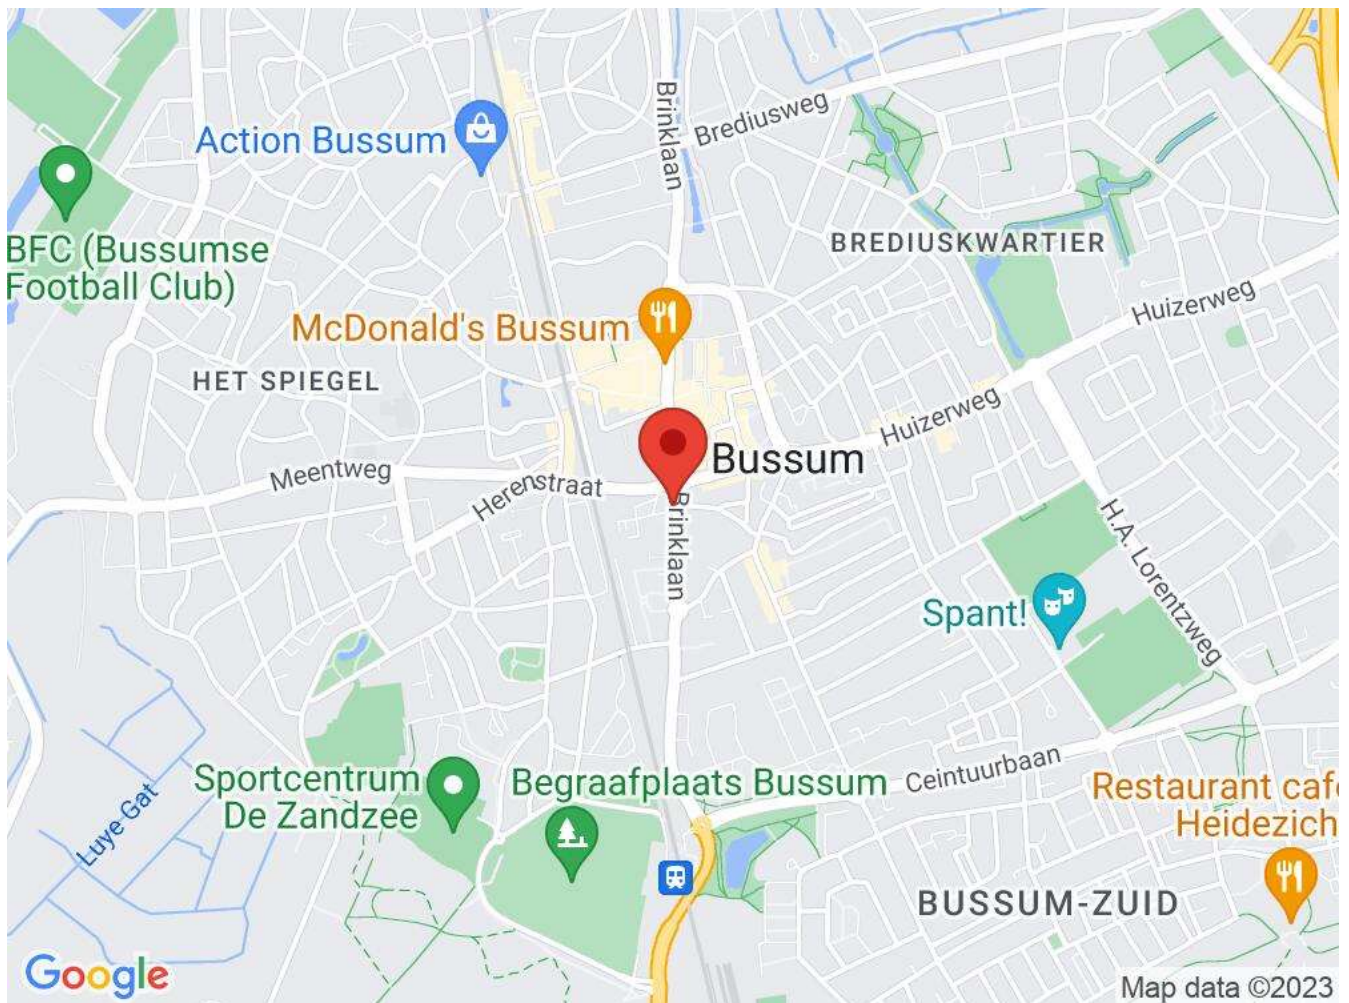 Brinklaan
Brediusweg
Action Bussum
BREDIUSKWARTIER
BFC (Bussumse
Football Club)
Huizerweg
McDonald's Bussum
HET SPIEGEL
Huizerweg
Bussum
Meentweg
Herenstraat
Brinklaan
H.A. Lorentzweg
Spant!
Ceintuurbaan
Sportcentrum
De Zandzee
Begraafplaats Bussum
Restaurant café
Heidezich
Luye Gat
BUSSUM-ZUID
Google
Map data ©2023